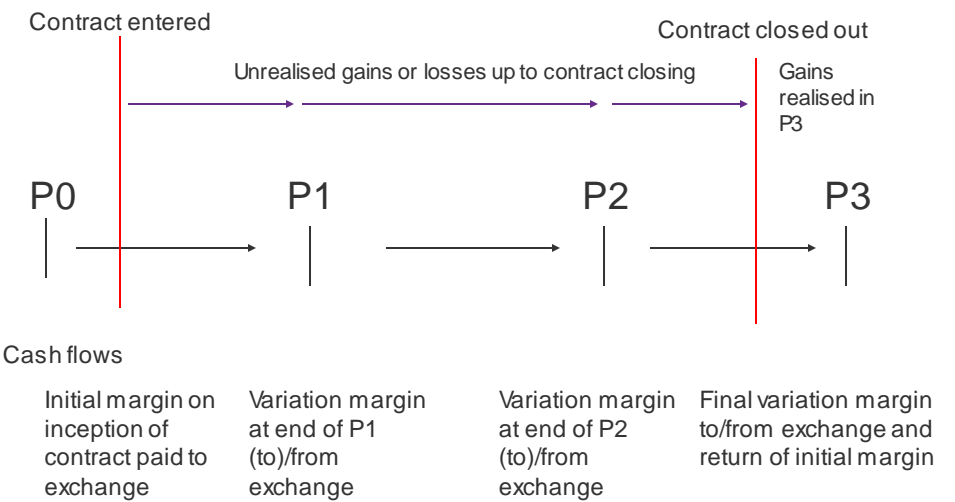 Contract entered
Contract closed out
Unrealised gains or losses up to contract closing
Gains
realised in
P3
P0
P1
P2
P3
Cash flows
Initial margin on
inception of
contract paid to
exchange
Variation margin
at end of P1
(to)/from
exchange
Variation margin
at end of P2
(to)/from
exchange
Final variation margin
to/from exchange and
return of initial margin